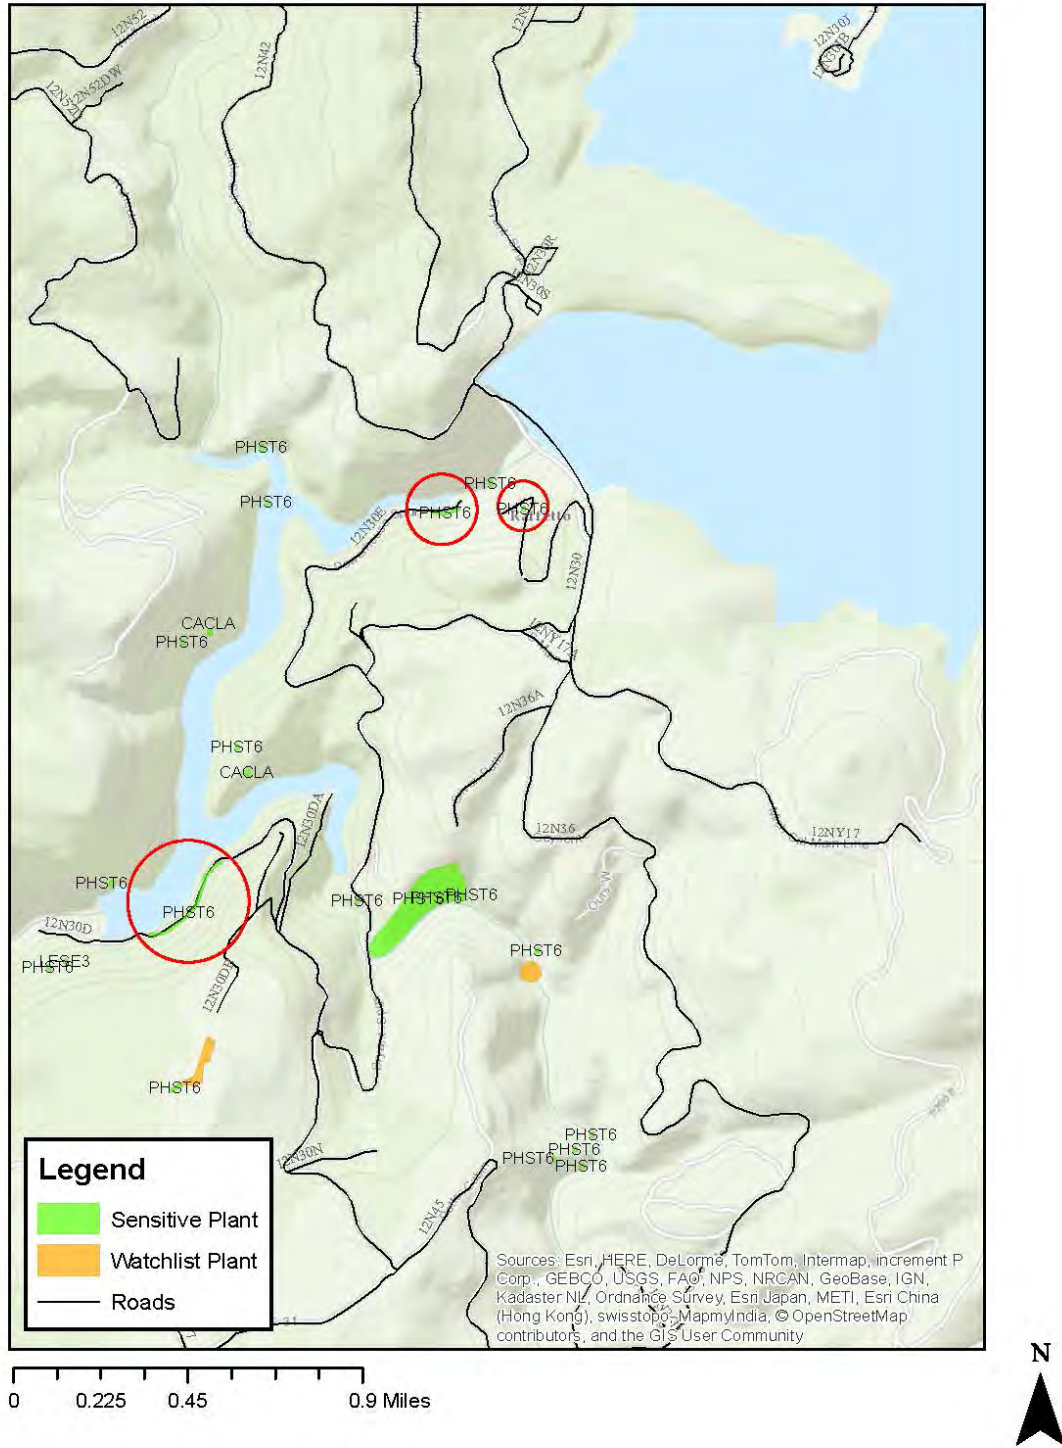 12N52
12N42
12N30J
12N52DW
12N30R
12N30S
PHST6
PHST6
PHST6
PHST6
PHST6
12N30E
12N30
CACLA
PHST6
12NY17A
12N36A
PHST6
CACLA
12N30DA
12N36
12NY17
PHST6
PHST6
PHST6
PHST6
12N30D
LESE3
PHST6
PHST6
PHST6
12N30N
PHST6
PHST6
PHST6
PHST6
12N45
Legend
Sensitive Plant
Watchlist Plant
Roads
Sources: Esri, HERE, DeLorme, TomTom, Intermap, increment P
Corp., GEBCO, USGS, FAO, NPS, NRCAN, GeoBase, IGN,
Kadaster NL, Ordnance Survey, Esri Japan, METI, Esri China
(Hong Kong), swisstopo, MapmyIndia, © OpenStreetMap
contributors, and the GIS User Community
N
0 0.225 0.45 0.9 Miles